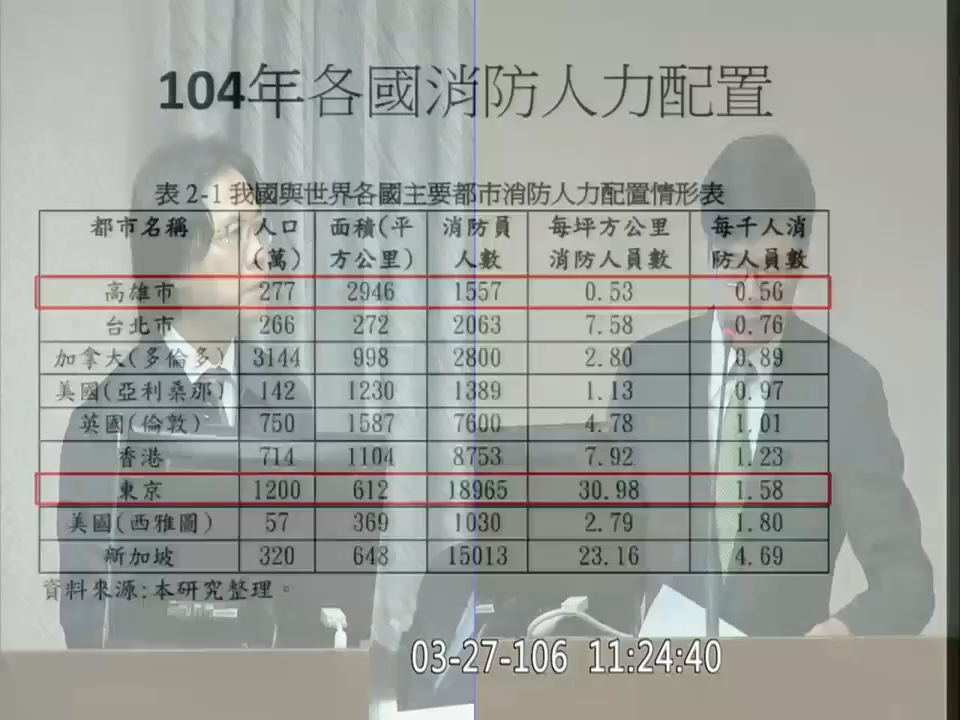 104年各國消防人力配置
表 2-1 我國與世界各國主要都市消防人力配置情形表
都市名稱 人口(萬) 面積(平方公里) 消防員人數 每坪方公里消防人員數 每千人消防人員數
高雄市 277 2946 1557 0.53 0.56
台北市 266 272 2063 7.58 0.76
加拿大(多倫多) 3144 998 2800 2.80 0.89
美國(亞利桑那) 142 1230 1389 1.13 0.97
英國(倫敦) 750 1587 7600 4.78 1.01
香港 714 1104 8753 7.92 1.23
東京 1200 612 18965 30.98 1.58
美國(西雅圖) 57 369 1030 2.79 1.80
新加坡 320 648 15013 23.16 4.69
資料來源:本研究整理。
03-27-106 11:24:40